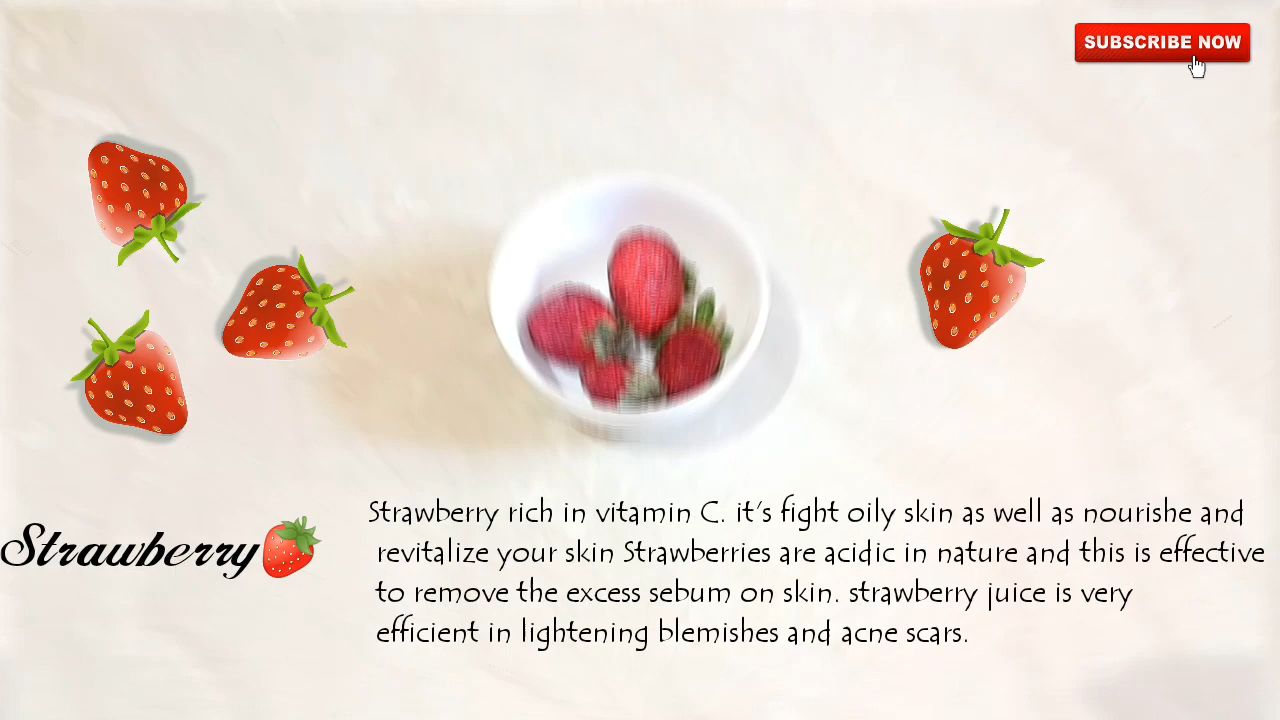 SUBSCRIBE NOW
Strawberry
Strawberry rich in vitamin C. it's fight oily skin as well as nourishe and
revitalize your skin Strawberries are acidic in nature and this is effective
to remove the excess sebum on skin. strawberry juice is very
efficient in lightening blemishes and acne scars.